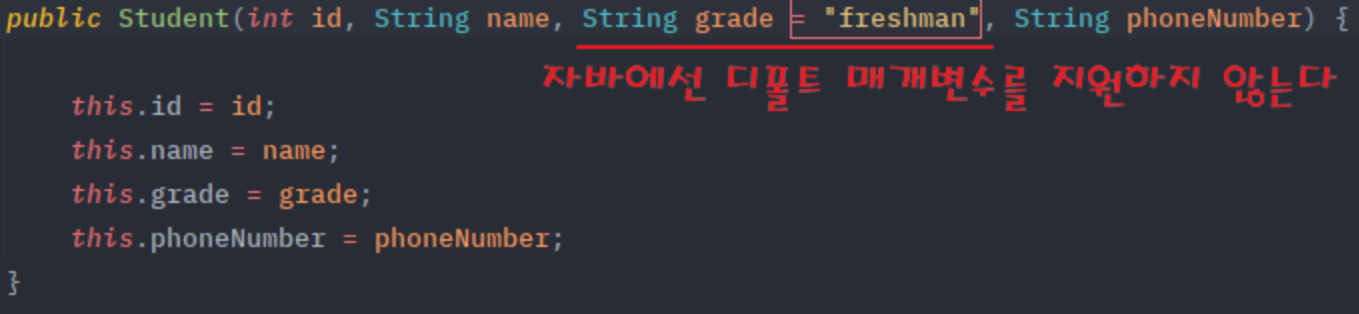 public Student(int id, String name, String grade = "freshman", String phoneNumber) {
자바에선 디폴트 매개변수를 지원하지 않는다
this.id = id;
this.name = name;
this.grade = grade;
this.phoneNumber = phoneNumber;
}